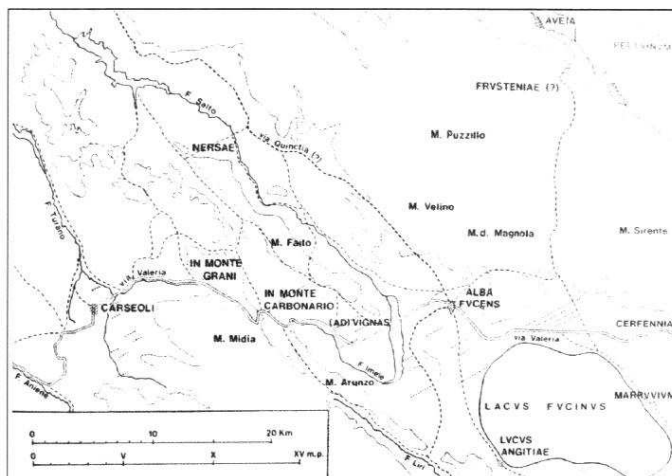 AVEIA
F. Salto
FRVSTENIAE (?)
via Quinctia (?)
M. Puzzillo
NERSAE
M. Velino
F. Turano
M. d. Magnola
M. Sirente
M. Faito
Via Valeria
IN MONTE
GRANI
IN MONTE
CARBONARIO
ALBA
FVCENS
CARSEOLI
(AD) VIGNAS
CERFENNIA
M. Midia
via Valeria
F. Imele
M. Arunzo
F. Aniene
MARRVVIVM
LACVS FVCINVS
F. Liri
LVCVS
ANGITIAE
0 10 20 Km
0 V X XV m.p.